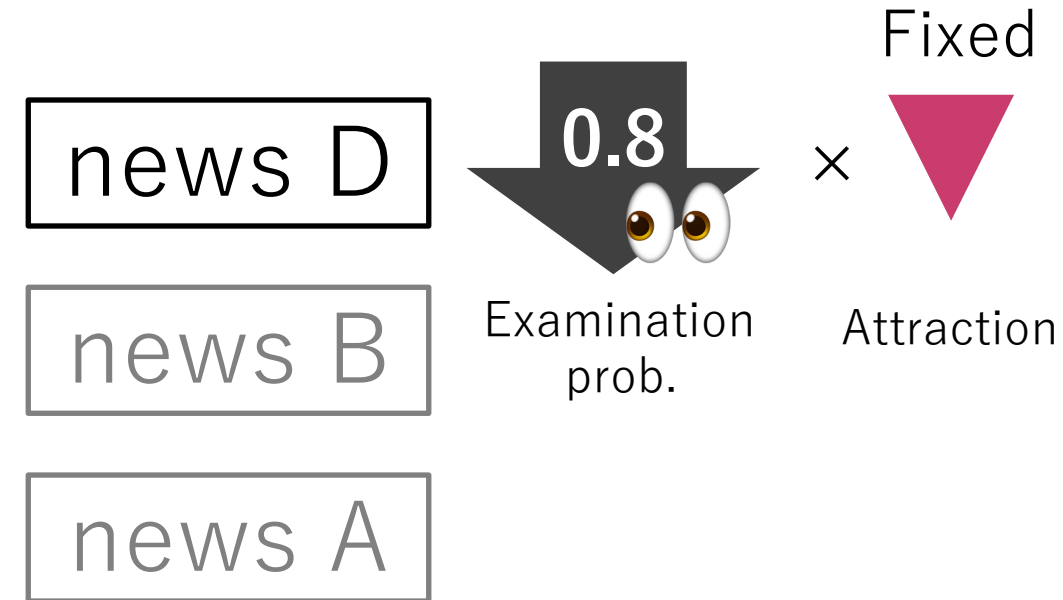 Fixed
news D
0.8
×
news B
Examination
prob.
Attraction
news A